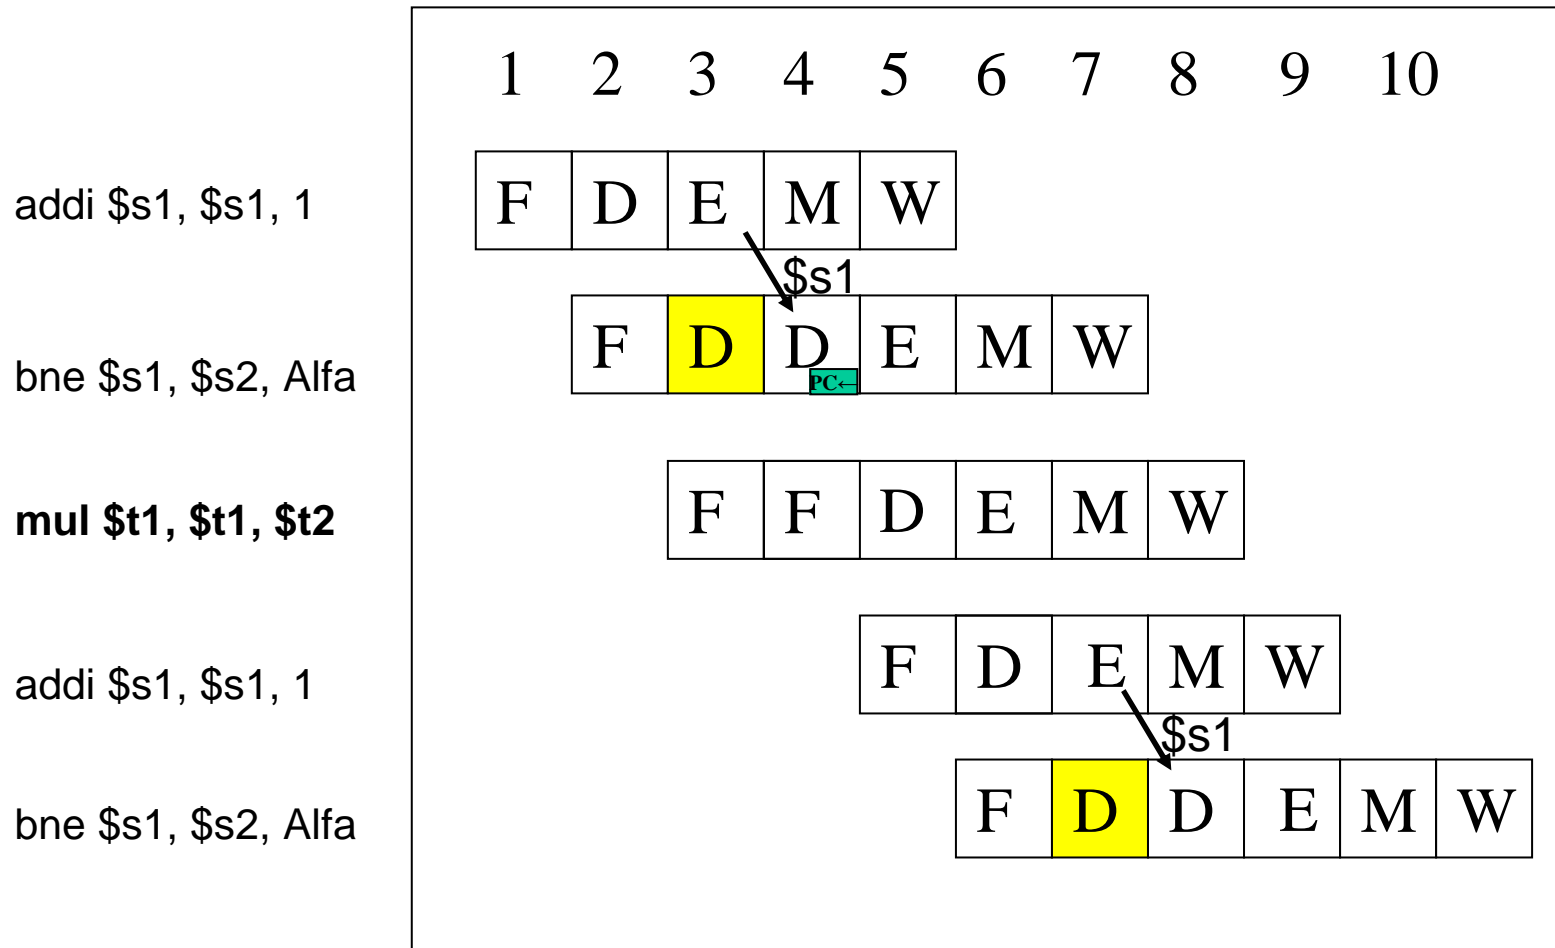 1 2 3 4 5 6 7 8 9 10
addi $s1, $s1, 1 F D E M W
$s1
bne $s1, $s2, Alfa F D D E M W
PC←
mul $t1, $t1, $t2 F F D E M W
addi $s1, $s1, 1 F D E M W
$s1
bne $s1, $s2, Alfa F D D E M W